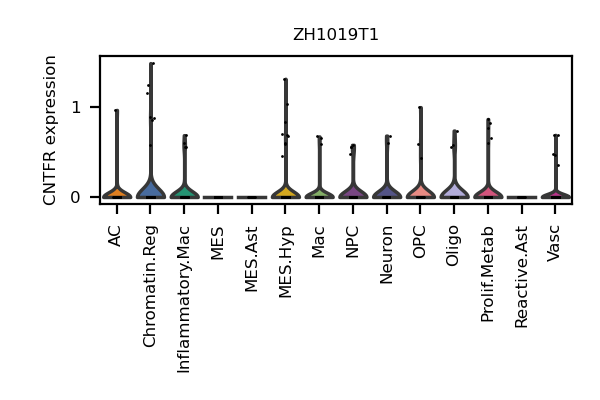 ZH1019T1
CNTFR expression
1
0
AC
Chromatin.Reg
Inflammatory.Mac
MES
MES.Ast
MES.Hyp
Mac
NPC
Neuron
OPC
Oligo
Prolif.Metab
Reactive.Ast
Vasc